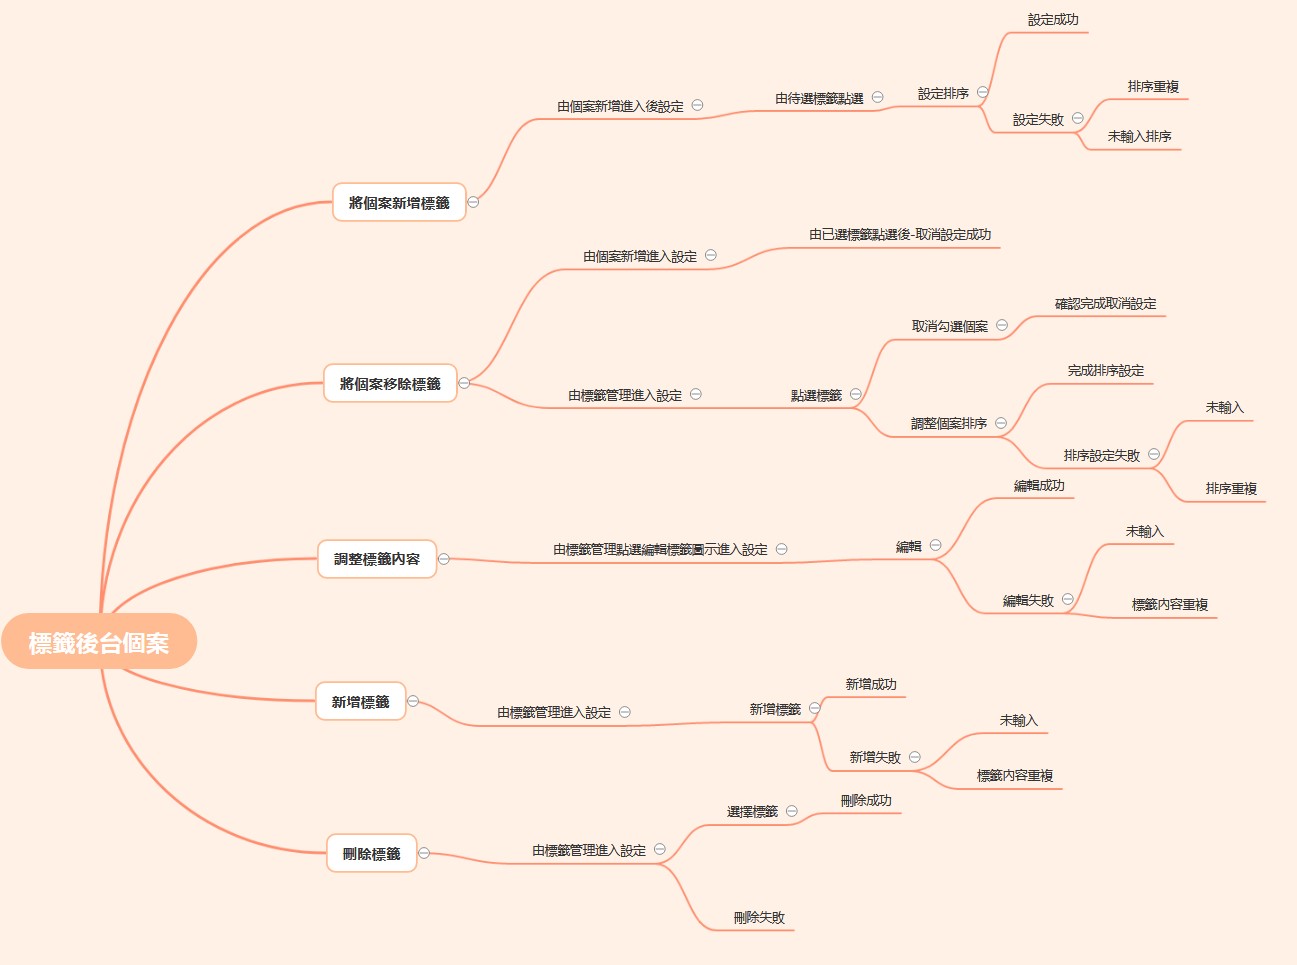 標籤後台個案
將個案新增標籤
由個案新增進入後設定
由待選標籤點選
設定排序
設定成功
設定失敗
排序重複
未輸入排序
將個案移除標籤
由個案新增進入設定
由已選標籤點選後-取消設定成功
由標籤管理進入設定
點選標籤
取消勾選個案
確認完成取消設定
調整個案排序
完成排序設定
排序設定失敗
未輸入
排序重複
調整標籤內容
由標籤管理點選編輯標籤圖示進入設定
編輯
編輯成功
編輯失敗
未輸入
標籤內容重複
新增標籤
由標籤管理進入設定
新增標籤
新增成功
新增失敗
未輸入
標籤內容重複
刪除標籤
由標籤管理進入設定
選擇標籤
刪除成功
刪除失敗